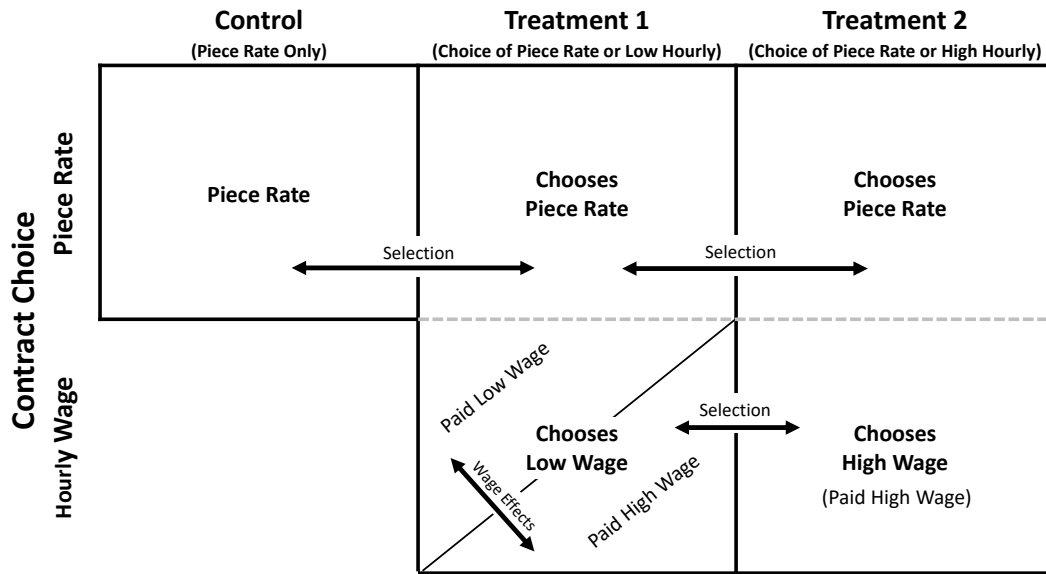 Control
(Piece Rate Only)
Treatment 1
(Choice of Piece Rate or Low Hourly)
Treatment 2
(Choice of Piece Rate or High Hourly)
Contract Choice
Piece Rate
Piece Rate
Chooses
Piece Rate
Chooses
Piece Rate
Selection
Selection
Hourly Wage
Paid Low Wage
Chooses
Low Wage
Wage Effects
Paid High Wage
Selection
Chooses
High Wage
(Paid High Wage)